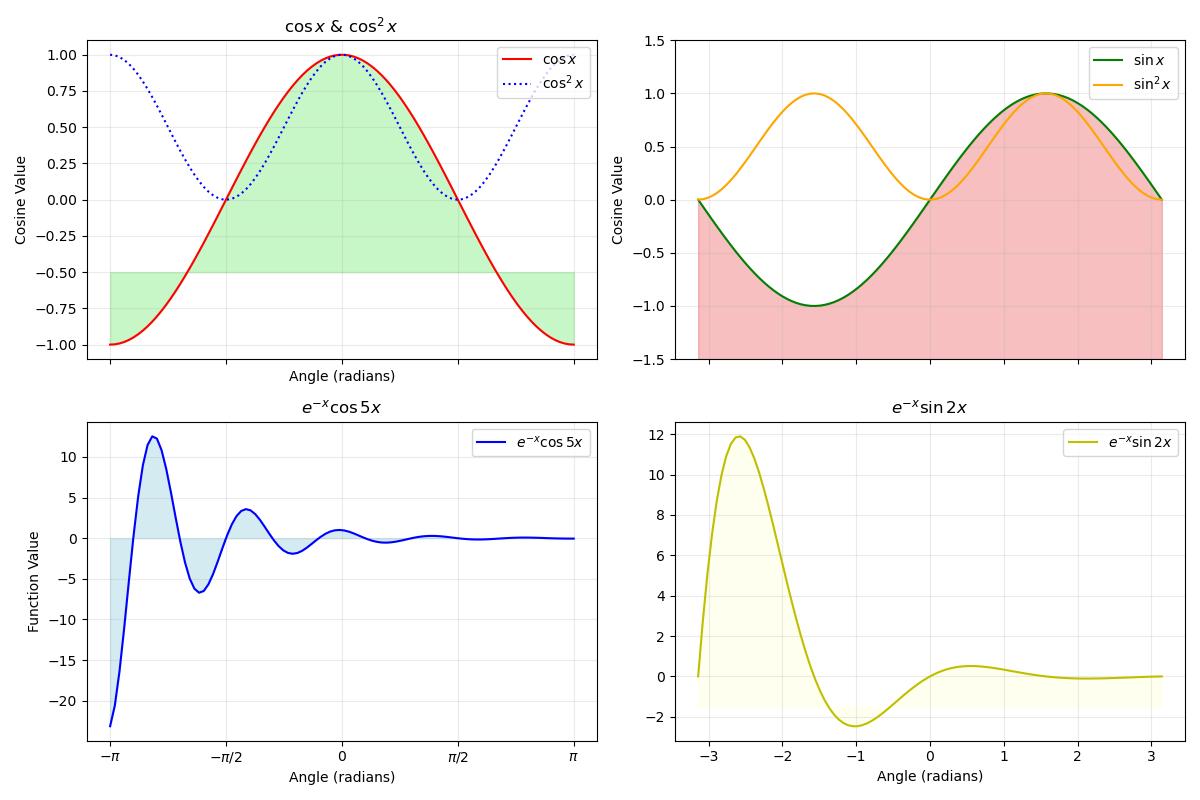 cos x & cos² x
cos x
cos² x
1.00
0.75
0.50
0.25
0.00
−0.25
−0.50
−0.75
−1.00
Cosine Value
Angle (radians)
sin x
sin² x
1.5
1.0
0.5
0.0
−0.5
−1.0
−1.5
Cosine Value
e⁻ˣ cos 5x
e⁻ˣ cos 5x
10
5
0
−5
−10
−15
−20
Function Value
−π −π/2 0 π/2 π
Angle (radians)
e⁻ˣ sin 2x
e⁻ˣ sin 2x
12
10
8
6
4
2
0
−2
−3 −2 −1 0 1 2 3
Angle (radians)